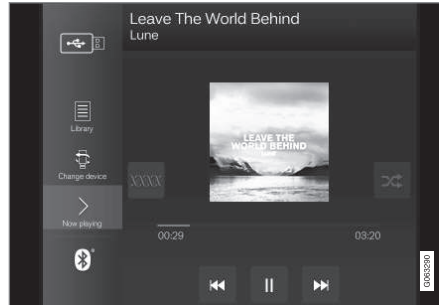 Leave The World Behind
Lune
Library
Change device
Now playing
LEAVE THE
WORLD BEHIND
LUNE
XXXX
00:29
03:20
G063290